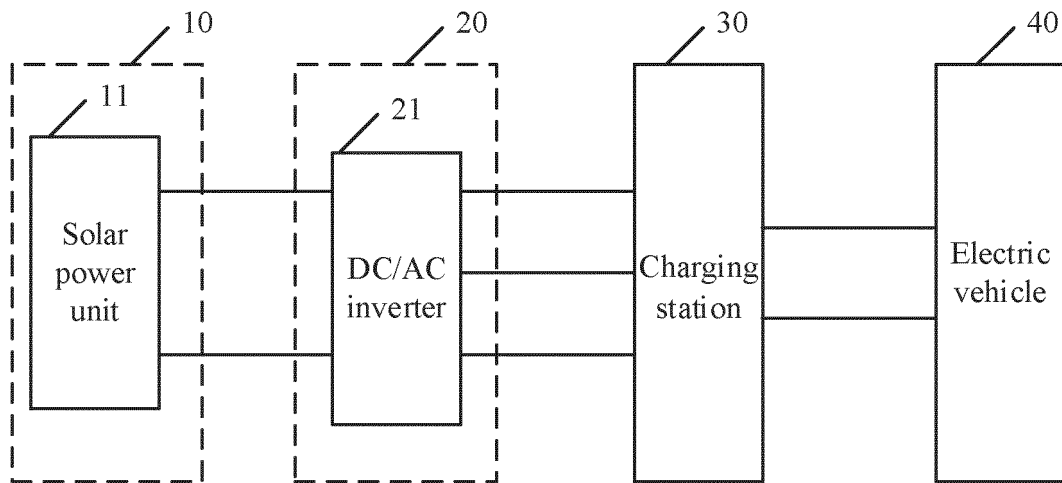 10
20
30
40
11
21
Solar
power
unit
DC/AC
inverter
Charging
station
Electric
vehicle